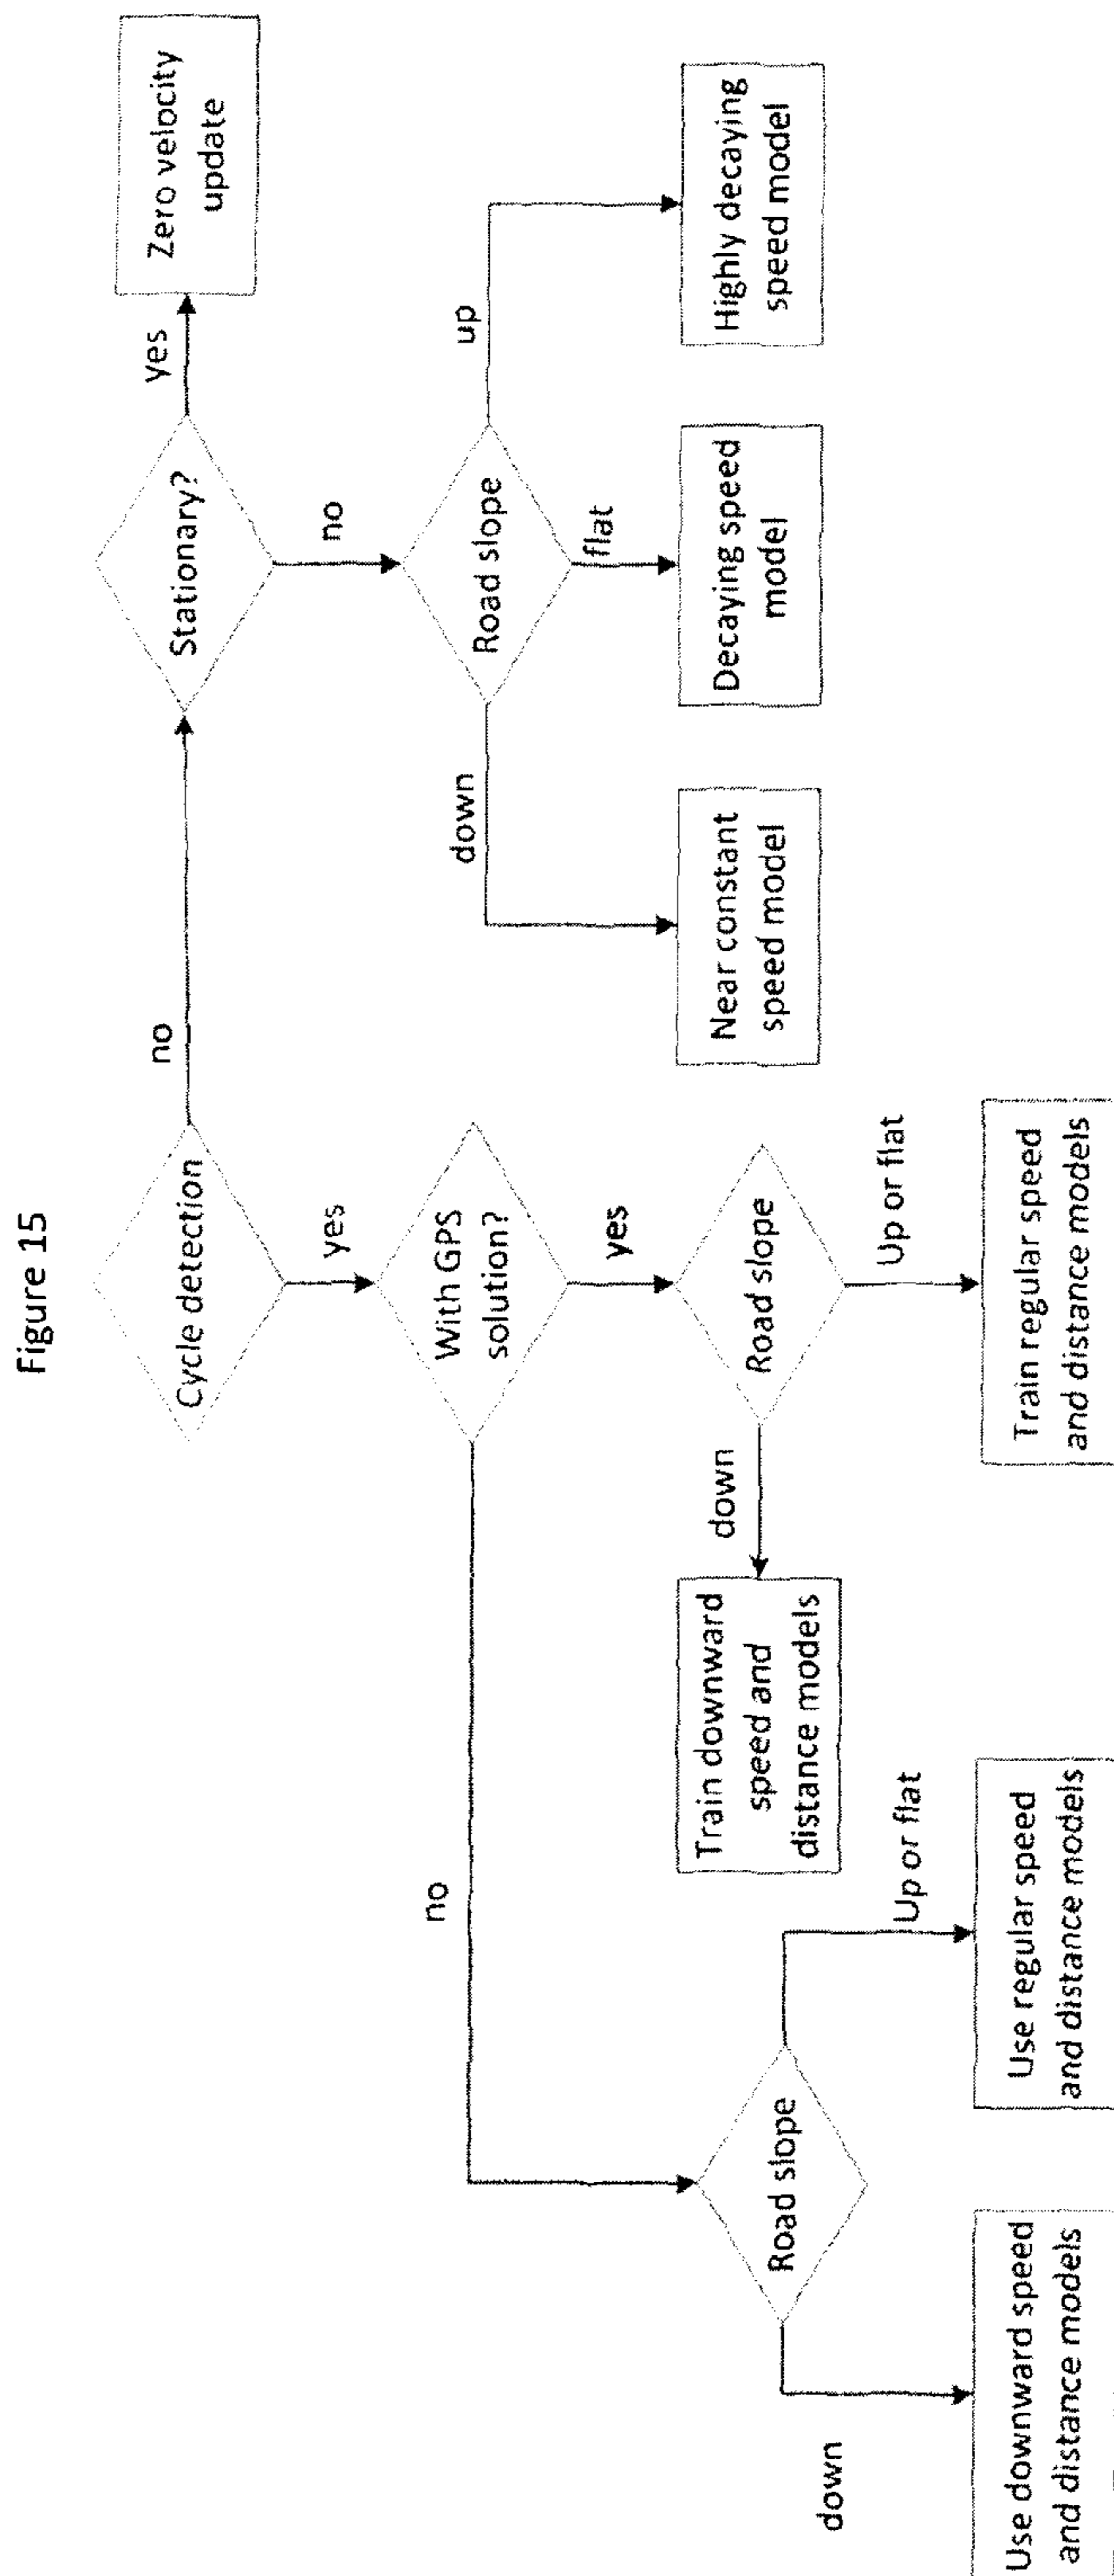 Figure 15
Cycle detection
no
Stationary?
yes
Zero velocity
update
yes
no
With GPS
solution?
no
yes
Road slope
down
flat
up
Near constant
speed model
Decaying speed
model
Highly decaying
speed model
Road slope
down
Up or flat
Train downward
speed and
distance models
Train regular speed
and distance models
Road slope
down
Up or flat
Use downward speed
and distance models
Use regular speed
and distance models